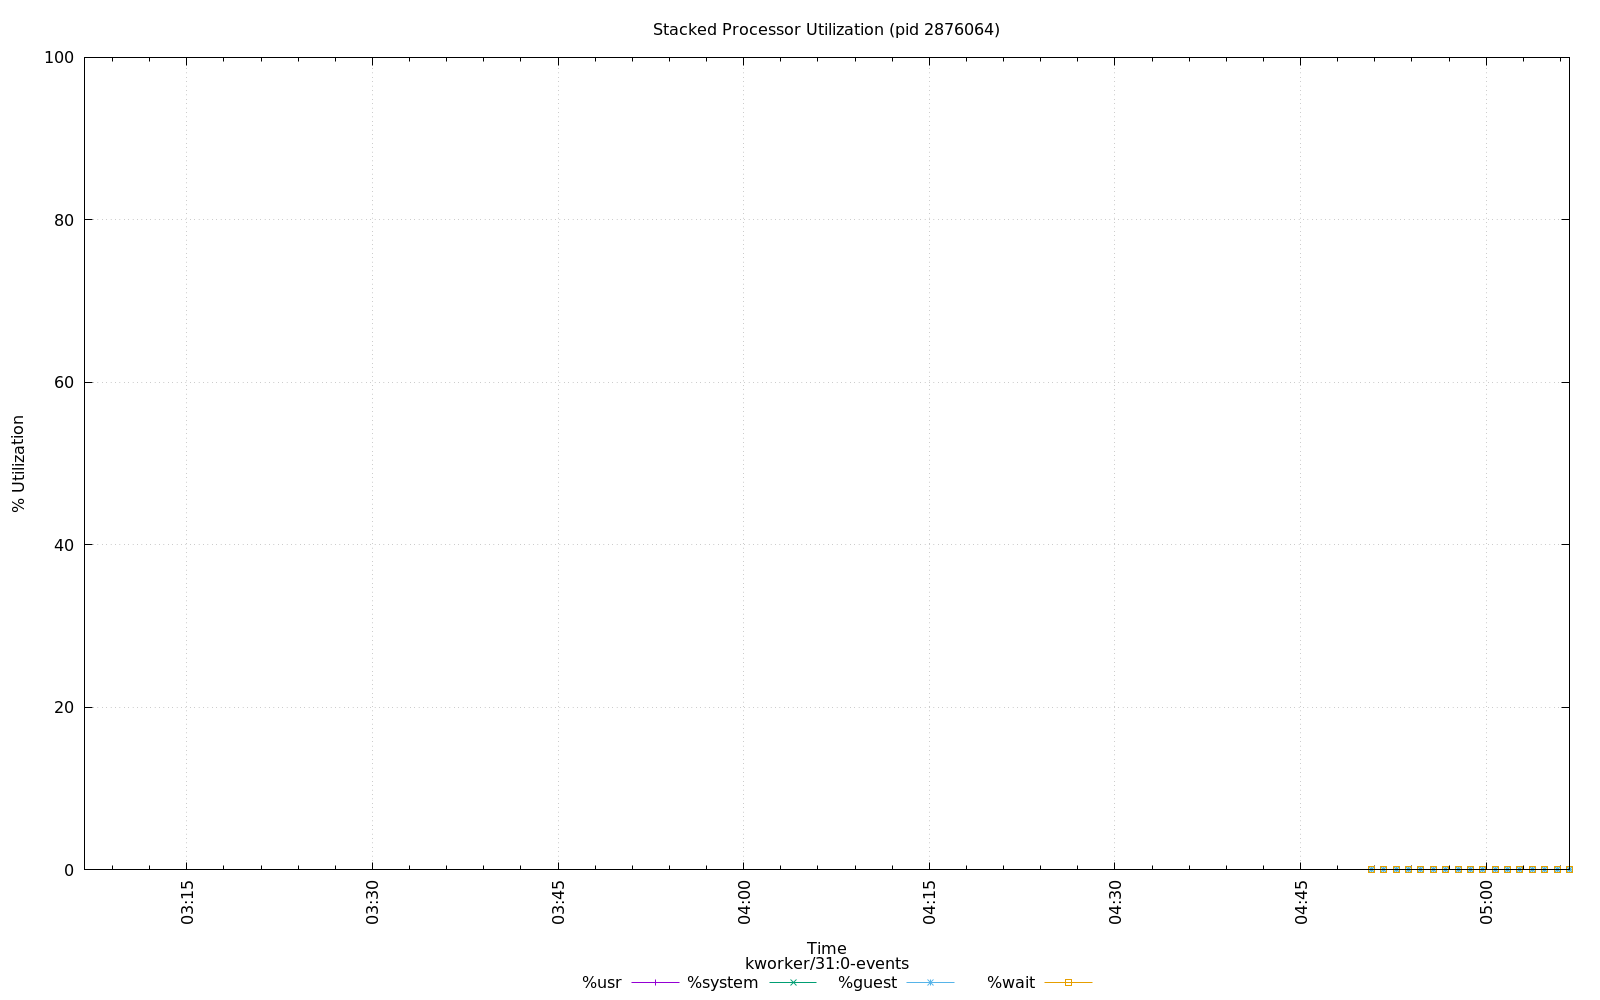 Stacked Processor Utilization (pid 2876064)
100
80
60
40
20
0
% Utilization
03:15
03:30
03:45
04:00
04:15
04:30
04:45
05:00
Time
kworker/31:0-events
%usr %system %guest %wait